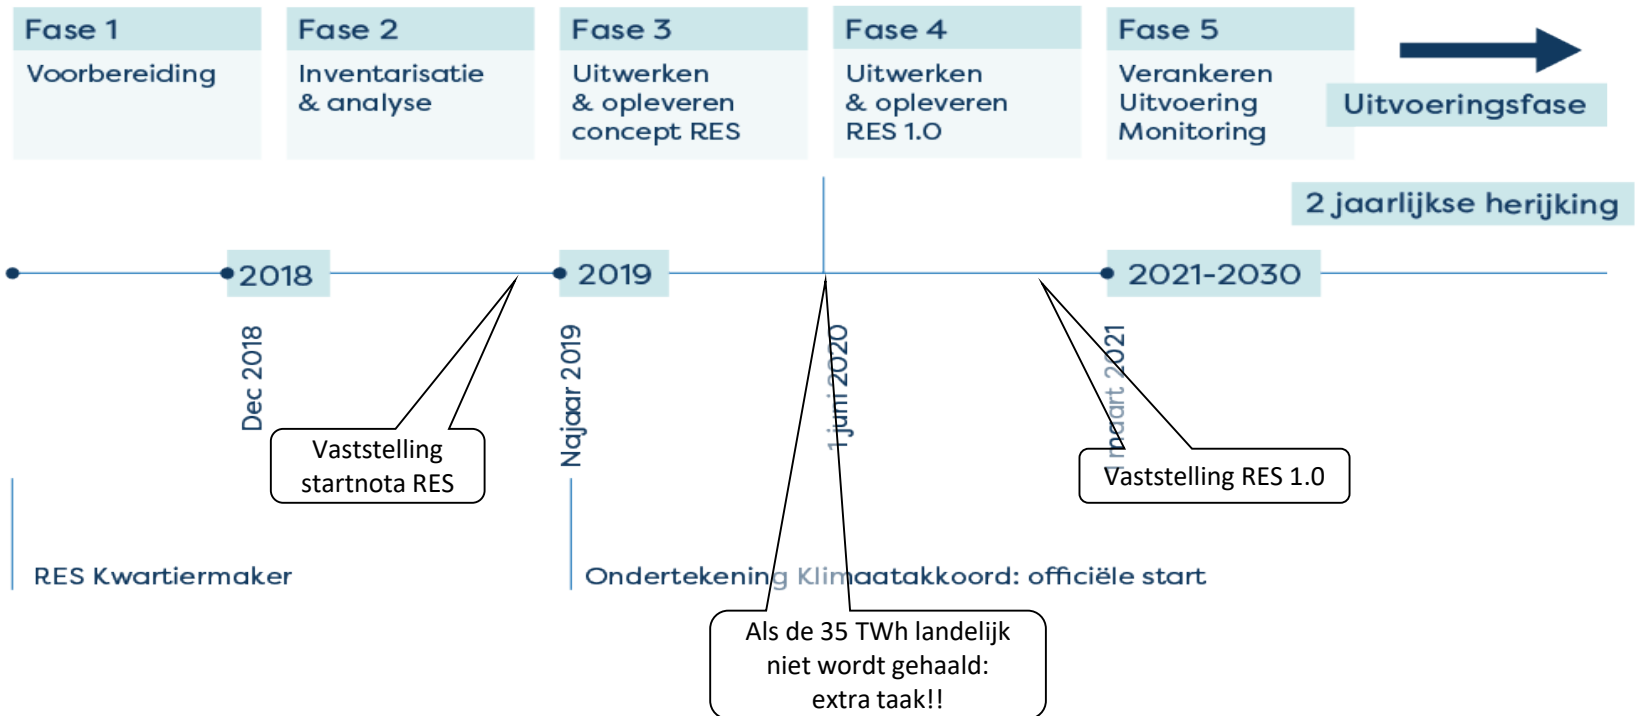 Fase 1
Voorbereiding
Fase 2
Inventarisatie
& analyse
Fase 3
Uitwerken
& opleveren
concept RES
Fase 4
Uitwerken
& opleveren
RES 1.0
Fase 5
Verankeren
Uitvoering
Monitoring
Uitvoeringsfase
2 jaarlijkse herijking
2018
2019
2021-2030
Dec 2018
Najaar 2019
1 juni 2020
1 maart 2021
Vaststelling
startnota RES
Vaststelling RES 1.0
RES Kwartiermaker
Ondertekening Klimaatakkoord: officiële start
Als de 35 TWh landelijk
niet wordt gehaald:
extra taak!!